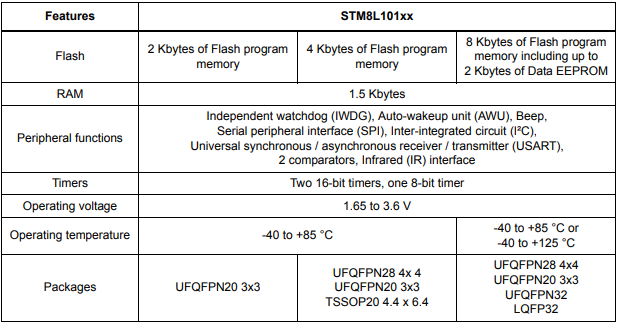 Features
STM8L101xx
Flash
2 Kbytes of Flash program
memory
4 Kbytes of Flash program
memory
8 Kbytes of Flash program
memory including up to
2 Kbytes of Data EEPROM
RAM
1.5 Kbytes
Peripheral functions
Independent watchdog (IWDG), Auto-wakeup unit (AWU), Beep,
Serial peripheral interface (SPI), Inter-integrated circuit (I²C),
Universal synchronous / asynchronous receiver / transmitter (USART),
2 comparators, Infrared (IR) interface
Timers
Two 16-bit timers, one 8-bit timer
Operating voltage
1.65 to 3.6 V
Operating temperature
-40 to +85 °C
-40 to +85 °C or
-40 to +125 °C
Packages
UFQFPN20 3x3
UFQFPN28 4x 4
UFQFPN20 3x3
TSSOP20 4.4 x 6.4
UFQFPN28 4x4
UFQFPN20 3x3
UFQFPN32
LQFP32